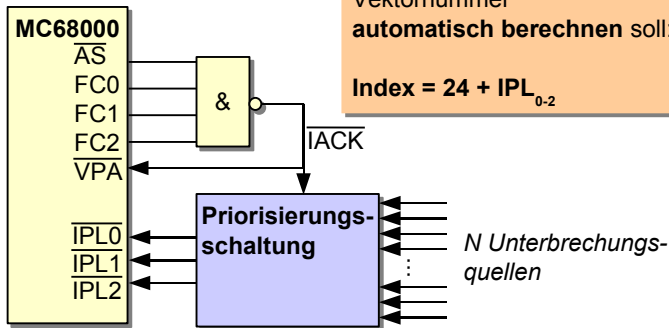 Vektornummer
automatisch berechnen soll:
Index = 24 + IPL0-2
MC68000
AS
FC0
FC1
FC2
VPA
IPL0
IPL1
IPL2
&
IACK
Priorisierungs-
schaltung
N Unterbrechungs-
quellen
⋮